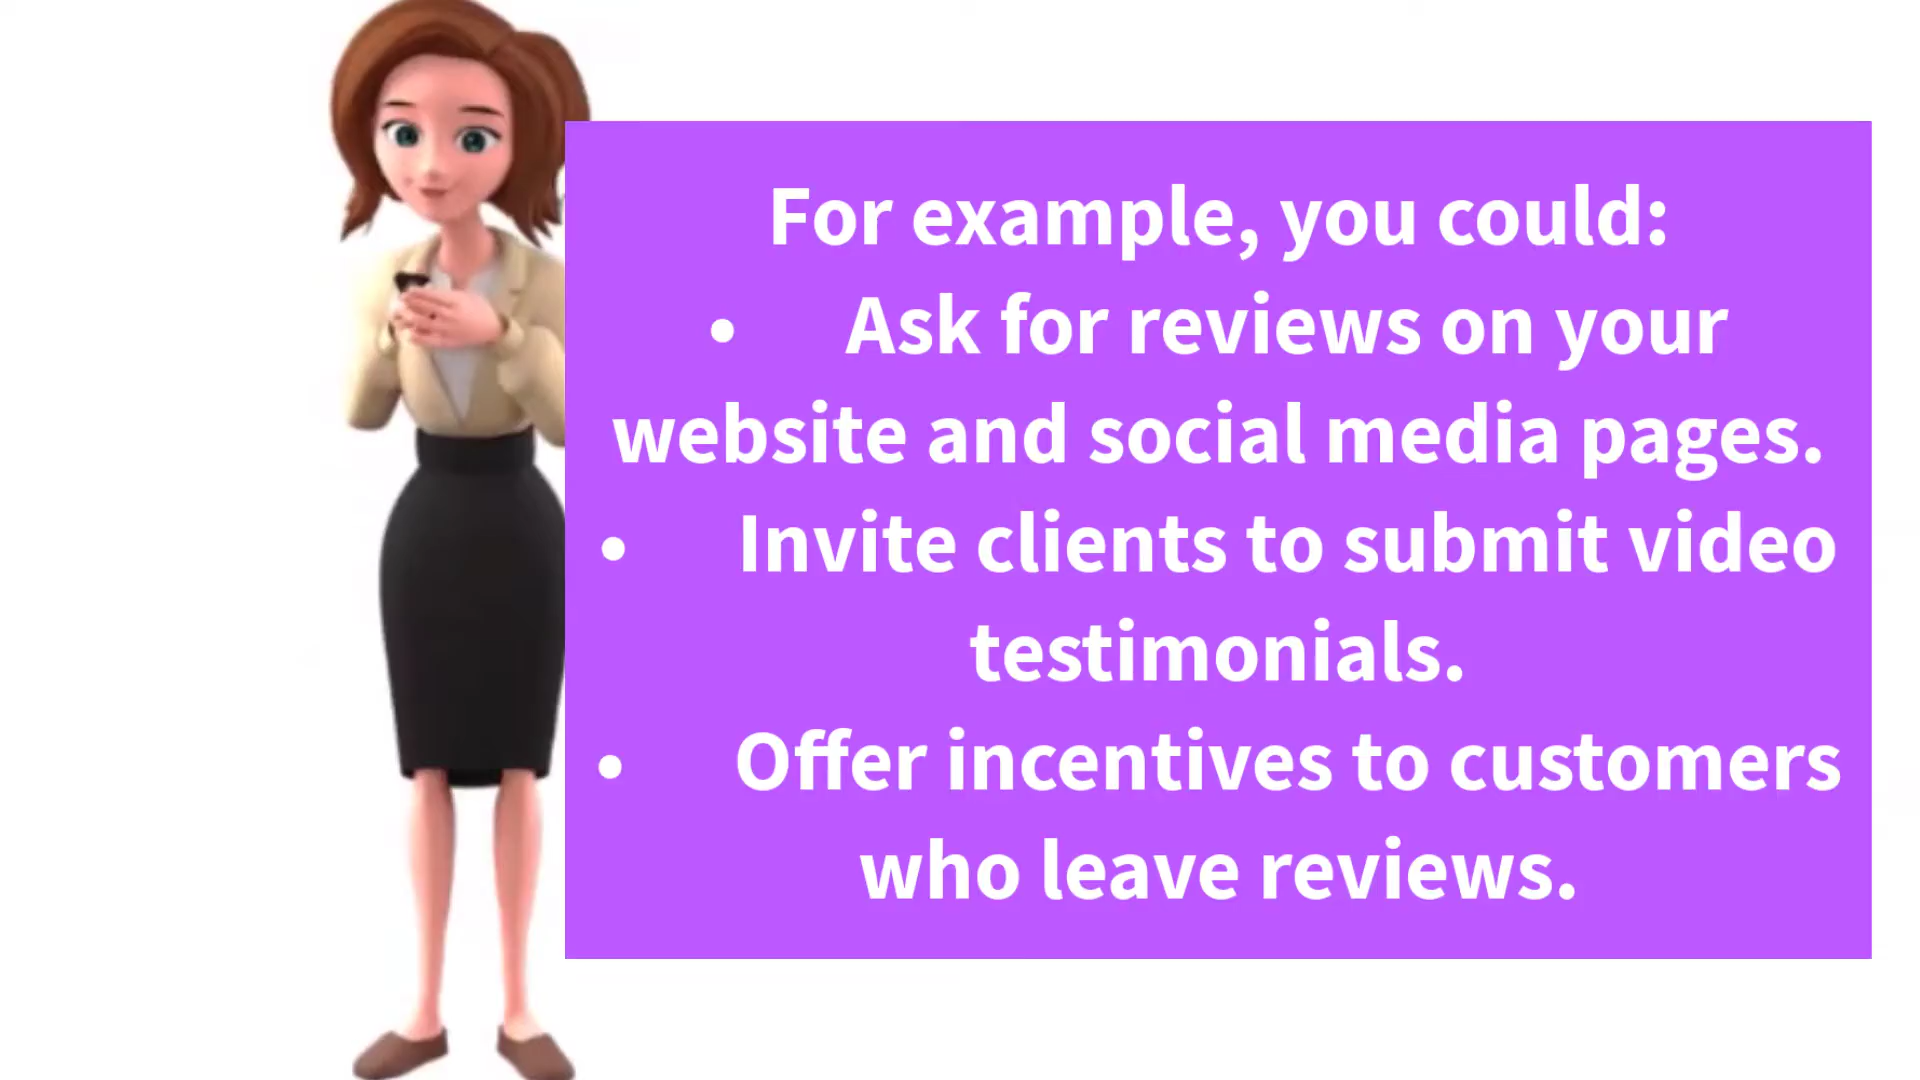 For example, you could:
• Ask for reviews on your
website and social media pages.
• Invite clients to submit video
testimonials.
• Offer incentives to customers
who leave reviews.